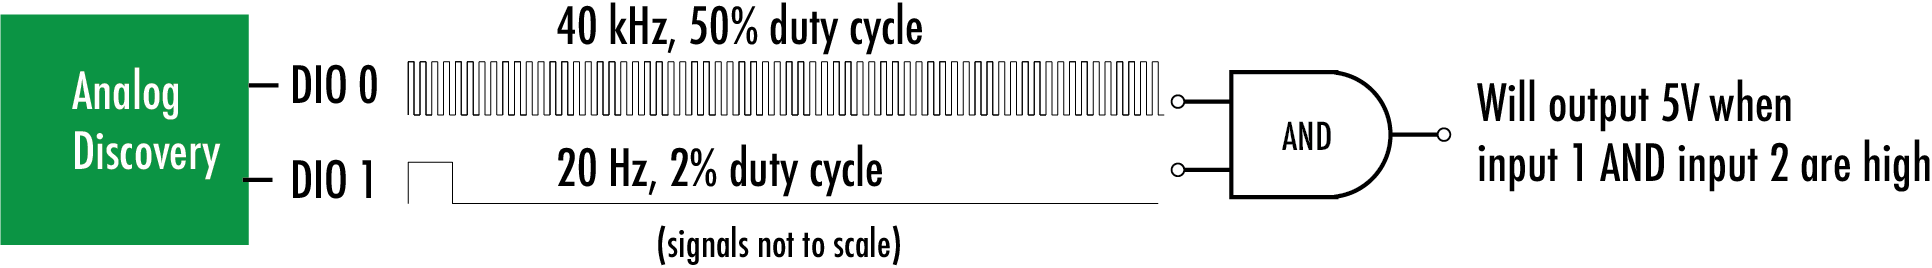 Analog
Discovery
DIO 0
40 kHz, 50% duty cycle
DIO 1
20 Hz, 2% duty cycle
(signals not to scale)
AND
Will output 5V when
input 1 AND input 2 are high